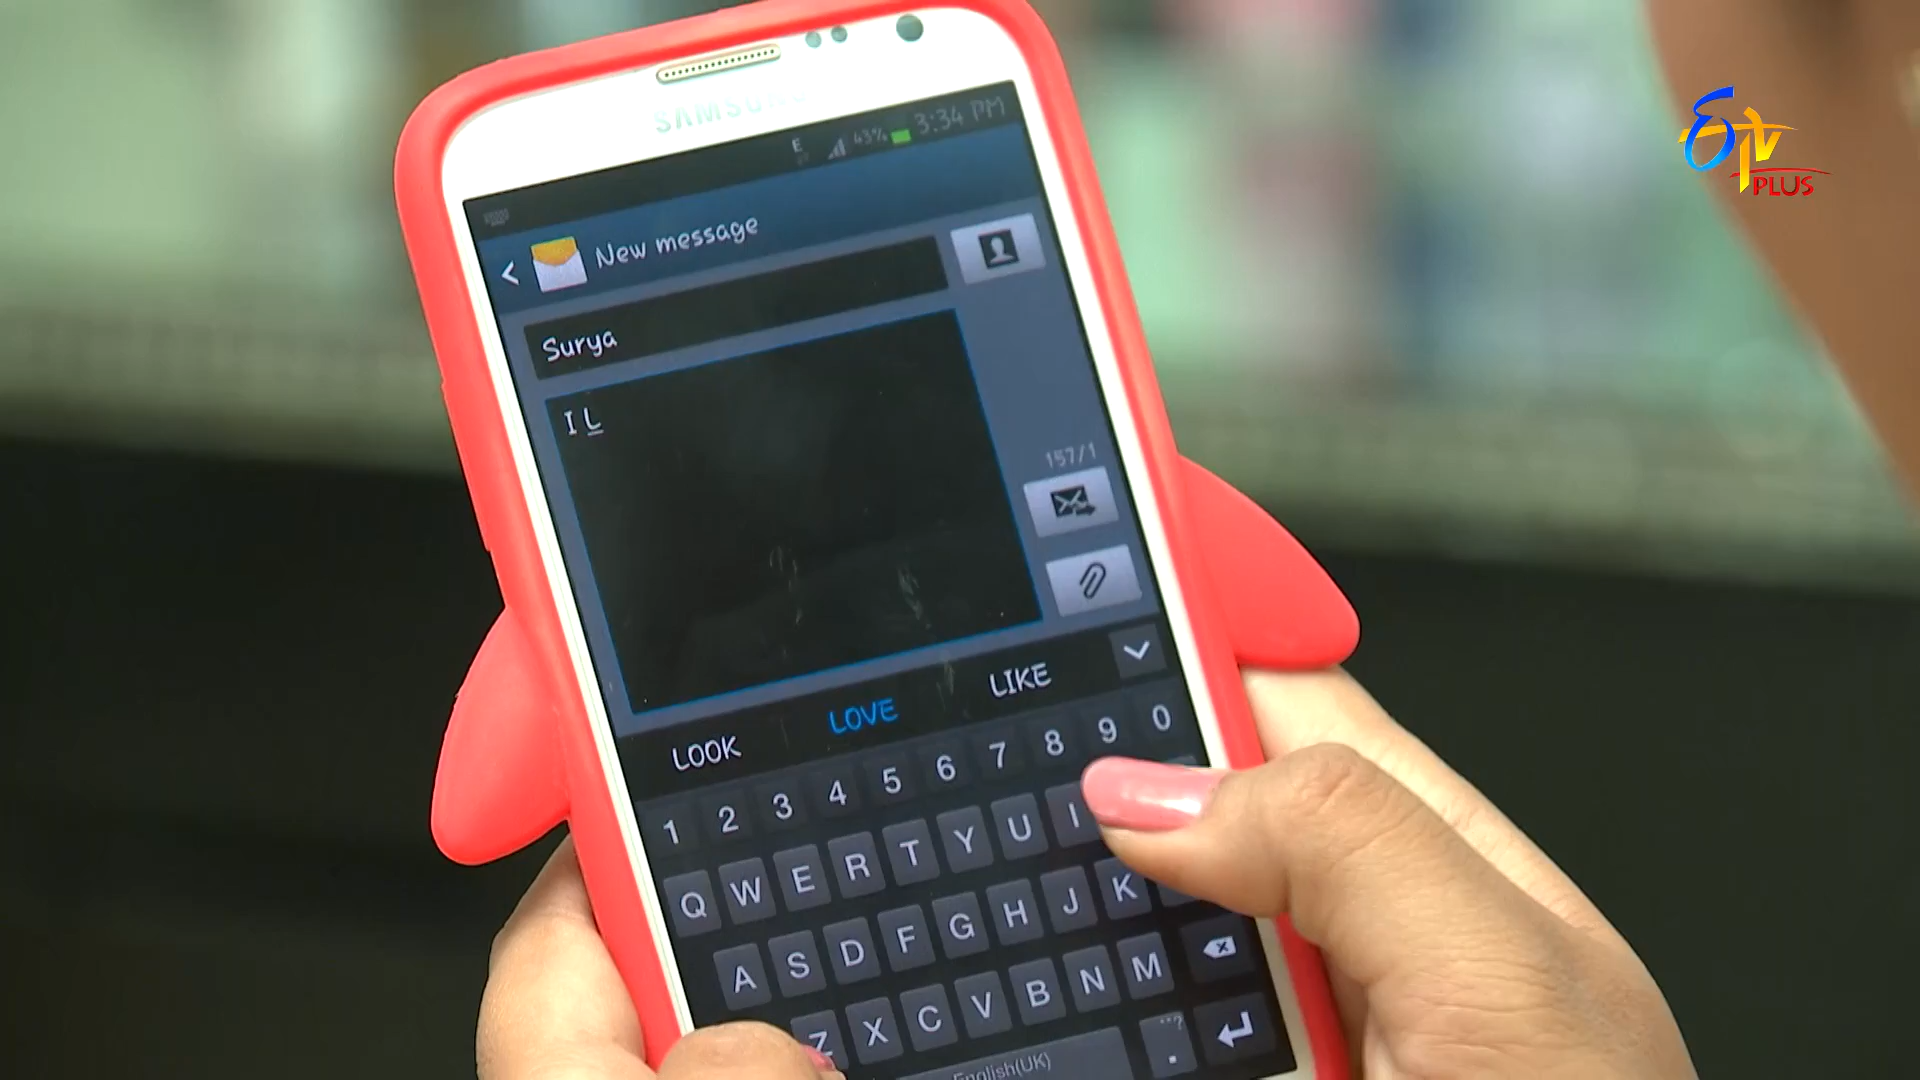 SAMSUNG
E 43% 3:34 PM
New message
Surya
I L
157/1
LOOK LOVE LIKE
1 2 3 4 5 6 7 8 9 0
Q W E R T Y U I
A S D F G H J K
Z X C V B N M
English(UK) .
ఈTV
PLUS